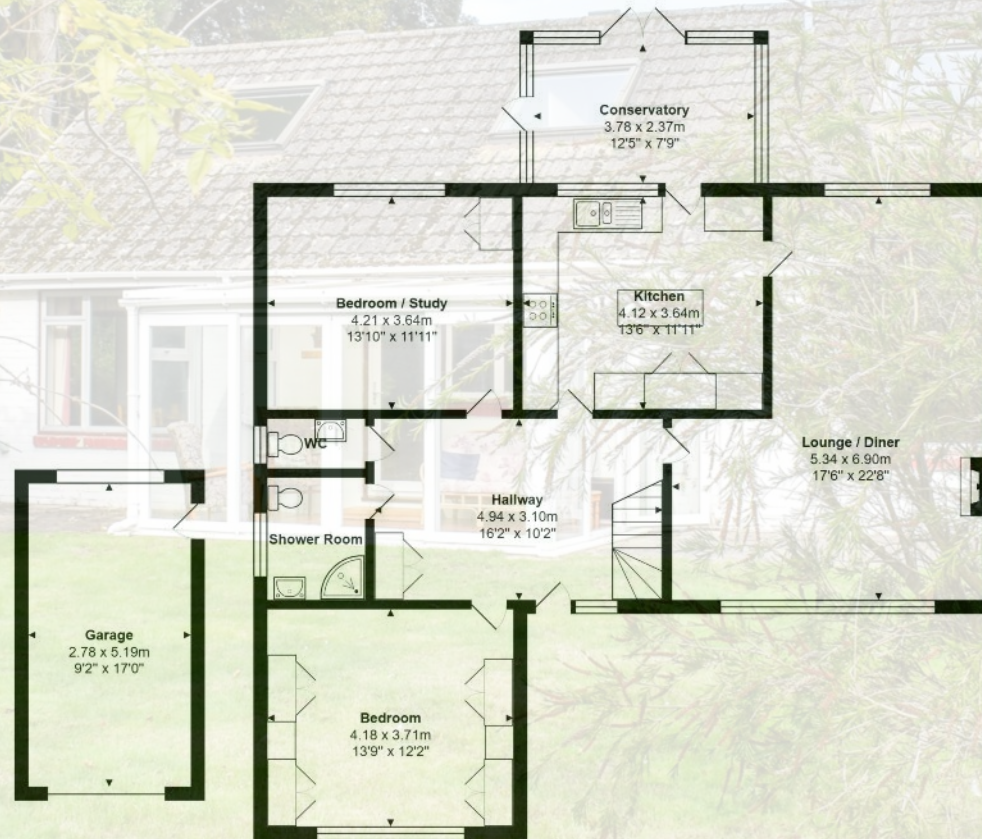 Conservatory
3.78 x 2.37m
12'5" x 7'9"
Bedroom / Study
4.21 x 3.64m
13'10" x 11'11"
Kitchen
4.12 x 3.64m
13'6" x 11'11"
WC
Lounge / Diner
5.34 x 6.90m
17'6" x 22'8"
Hallway
4.94 x 3.10m
16'2" x 10'2"
Shower Room
Garage
2.78 x 5.19m
9'2" x 17'0"
Bedroom
4.18 x 3.71m
13'9" x 12'2"